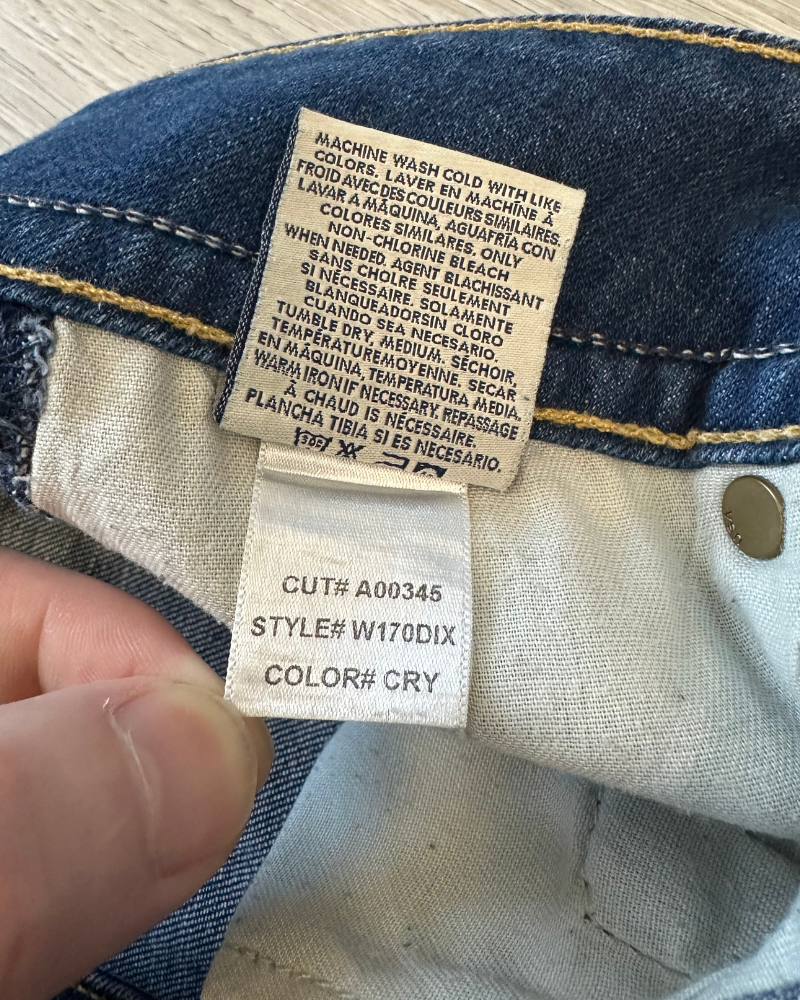 MACHINE WASH COLD WITH LIKE
COLORS. LAVER EN MACHINE À
FROID AVEC DES COULEURS SIMILAIRES.
LAVAR A MÁQUINA, AGUAFRÍA CON
COLORES SIMILARES, ONLY
NON-CHLORINE BLEACH
WHEN NEEDED. AGENT BLACHISSANT
SANS CHOLRE SEULEMENT
SI NÉCESSAIRE. SOLAMENTE
BLANQUEADORSIN CLORO
CUANDO SEA NECESARIO.
TUMBLE DRY, MEDIUM. SÉCHOIR,
TEMPÉRATUREMOYENNE. SECAR
EN MÁQUINA, TEMPERATURA MEDIA.
WARM IRON IF NECESSARY. REPASSAGE
À CHAUD IS NÉCESSAIRE.
PLANCHA TIBIA SI ES NECESARIO.
CUT# A00345
STYLE# W170DIX
COLOR# CRY